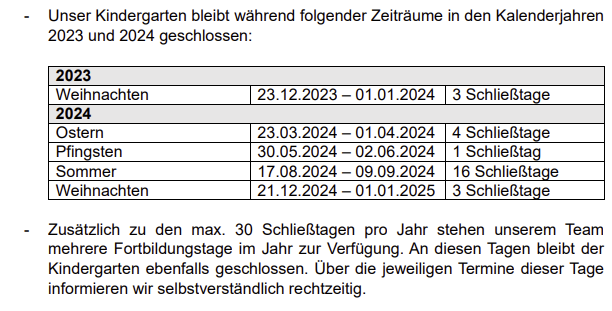 - Unser Kindergarten bleibt während folgender Zeiträume in den Kalenderjahren
2023 und 2024 geschlossen:
2023
Weihnachten 23.12.2023 – 01.01.2024 3 Schließtage
2024
Ostern 23.03.2024 – 01.04.2024 4 Schließtage
Pfingsten 30.05.2024 – 02.06.2024 1 Schließtag
Sommer 17.08.2024 – 09.09.2024 16 Schließtage
Weihnachten 21.12.2024 – 01.01.2025 3 Schließtage
- Zusätzlich zu den max. 30 Schließtagen pro Jahr stehen unserem Team
mehrere Fortbildungstage im Jahr zur Verfügung. An diesen Tagen bleibt der
Kindergarten ebenfalls geschlossen. Über die jeweiligen Termine dieser Tage
informieren wir selbstverständlich rechtzeitig.